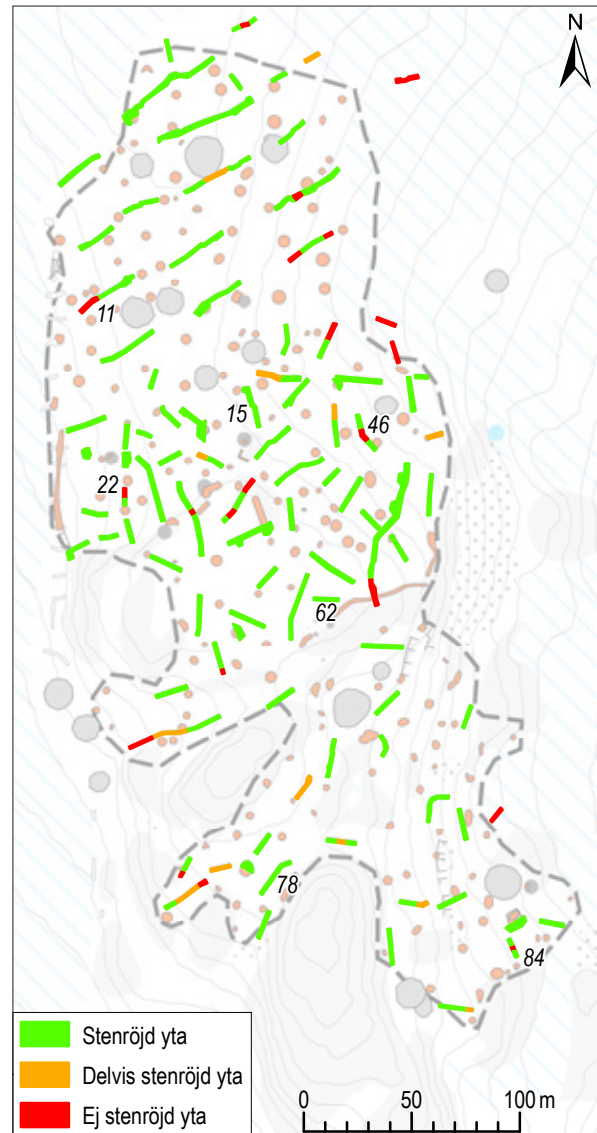 N
11
15
46
22
62
78
84
Stenröjd yta
Delvis stenröjd yta
Ej stenröjd yta
0 50 100 m